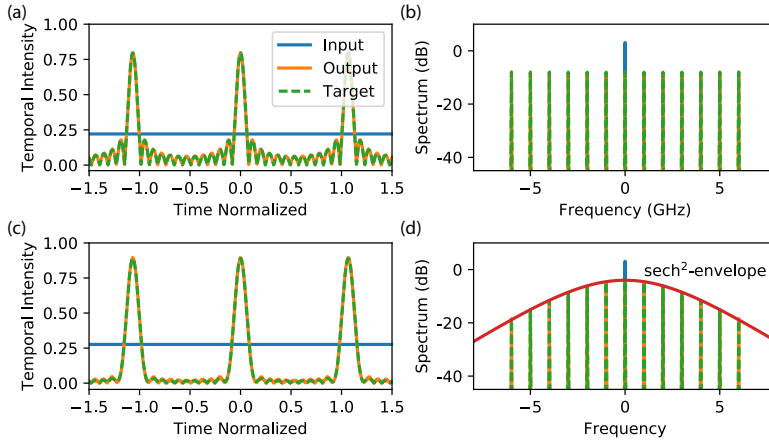 (a)
Temporal Intensity
1.00
0.75
0.50
0.25
0.00
Input
Output
Target
−1.5 −1.0 −0.5 0.0 0.5 1.0 1.5
Time Normalized
(b)
Spectrum (dB)
0
−20
-40
−5 0 5
Frequency (GHz)
(c)
Temporal Intensity
1.00
0.75
0.50
0.25
0.00
−1.5 −1.0 −0.5 0.0 0.5 1.0 1.5
Time Normalized
(d)
Spectrum (dB)
0
−20
-40
sech²-envelope
−5 0 5
Frequency